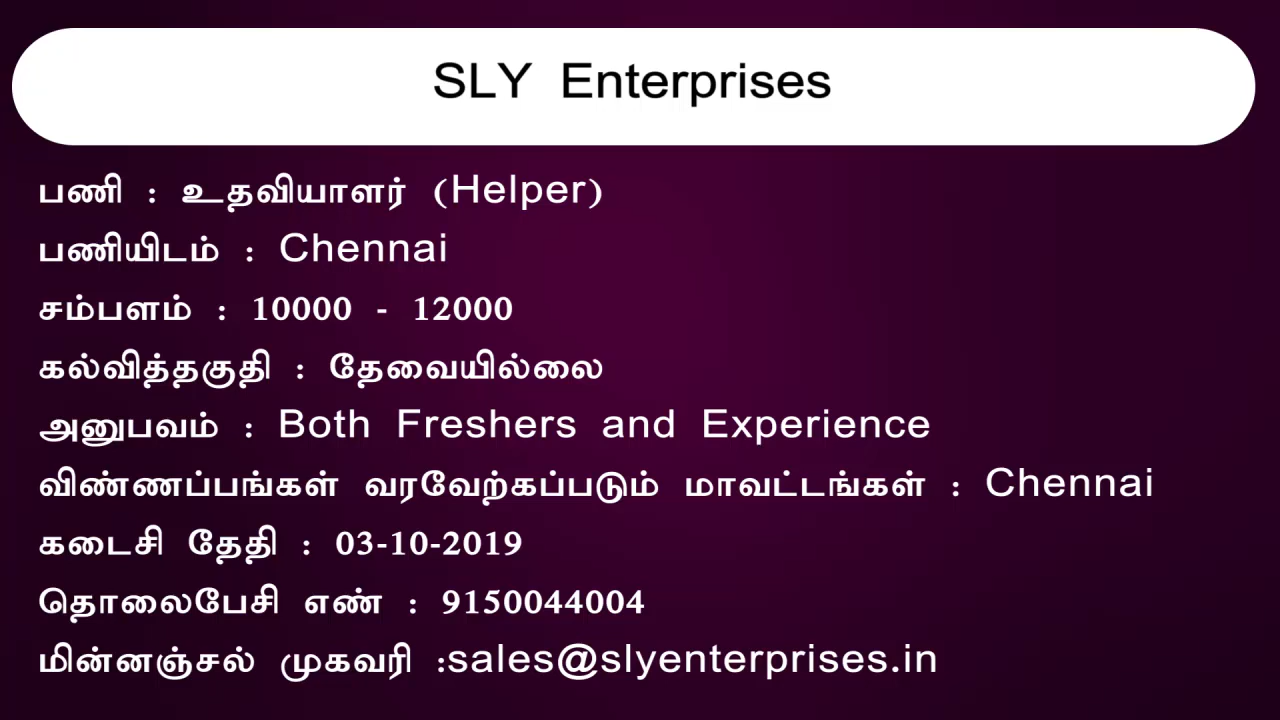 SLY Enterprises
பணி : உதவியாளர் (Helper)
பணியிடம் : Chennai
சம்பளம் : 10000 - 12000
கல்வித்தகுதி : தேவையில்லை
அனுபவம் : Both Freshers and Experience
விண்ணப்பங்கள் வரவேற்கப்படும் மாவட்டங்கள் : Chennai
கடைசி தேதி : 03-10-2019
தொலைபேசி எண் : 9150044004
மின்னஞ்சல் முகவரி :sales@slyenterprises.in